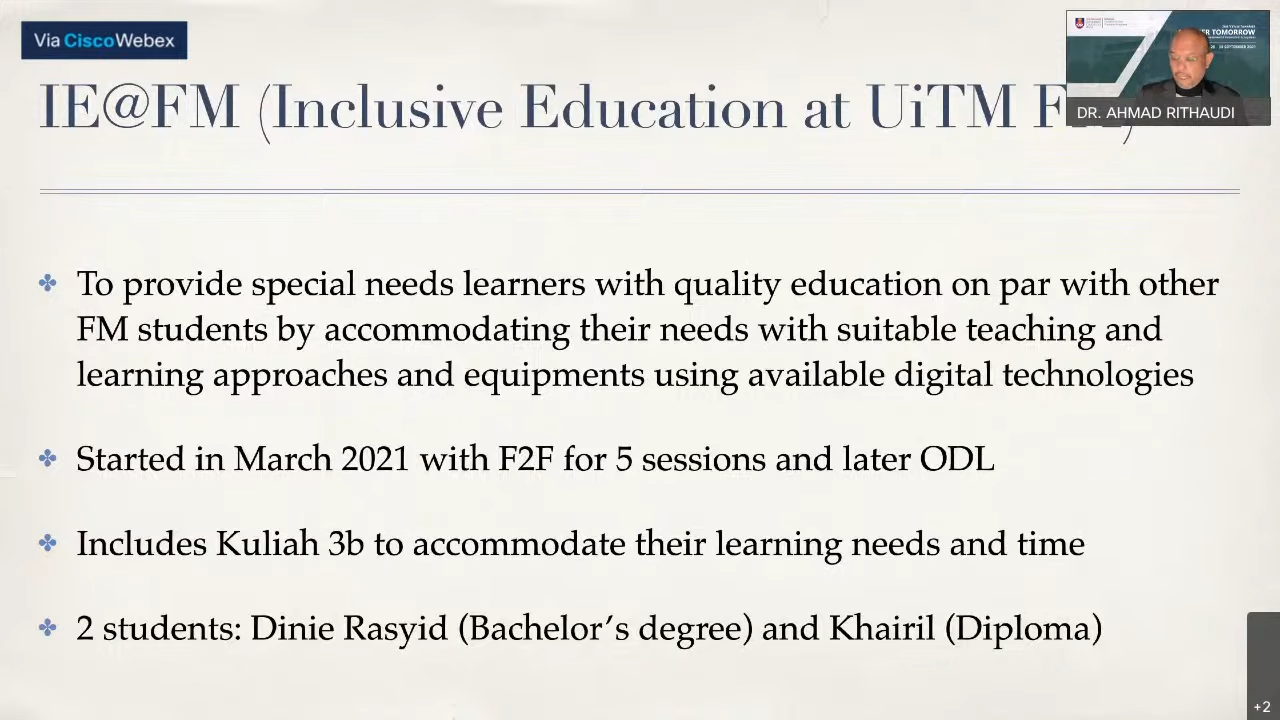 Via CiscoWebex
IE@FM (Inclusive Education at UiTM F
ER TOMORROW
DR. AHMAD RITHAUDI
To provide special needs learners with quality education on par with other
FM students by accommodating their needs with suitable teaching and
learning approaches and equipments using available digital technologies
Started in March 2021 with F2F for 5 sessions and later ODL
Includes Kuliah 3b to accommodate their learning needs and time
2 students: Dinie Rasyid (Bachelor's degree) and Khairil (Diploma)
+2